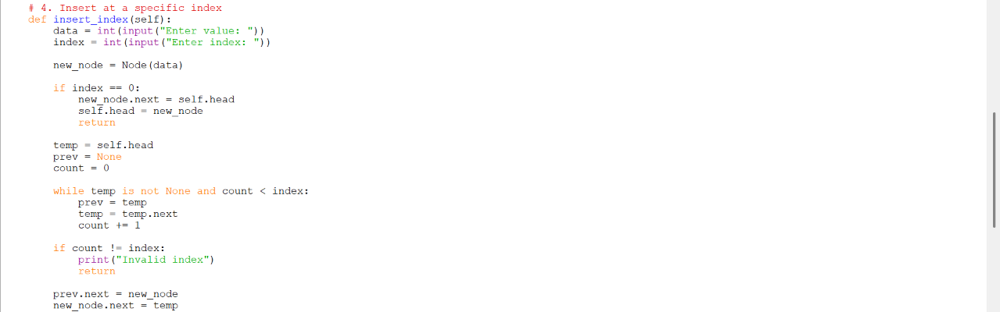 # 4. Insert at a specific index
def insert_index(self):
data = int(input("Enter value: "))
index = int(input("Enter index: "))
new_node = Node(data)
if index == 0:
new_node.next = self.head
self.head = new_node
return
temp = self.head
prev = None
count = 0
while temp is not None and count < index:
prev = temp
temp = temp.next
count += 1
if count != index:
print("Invalid index")
return
prev.next = new_node
new_node.next = temp